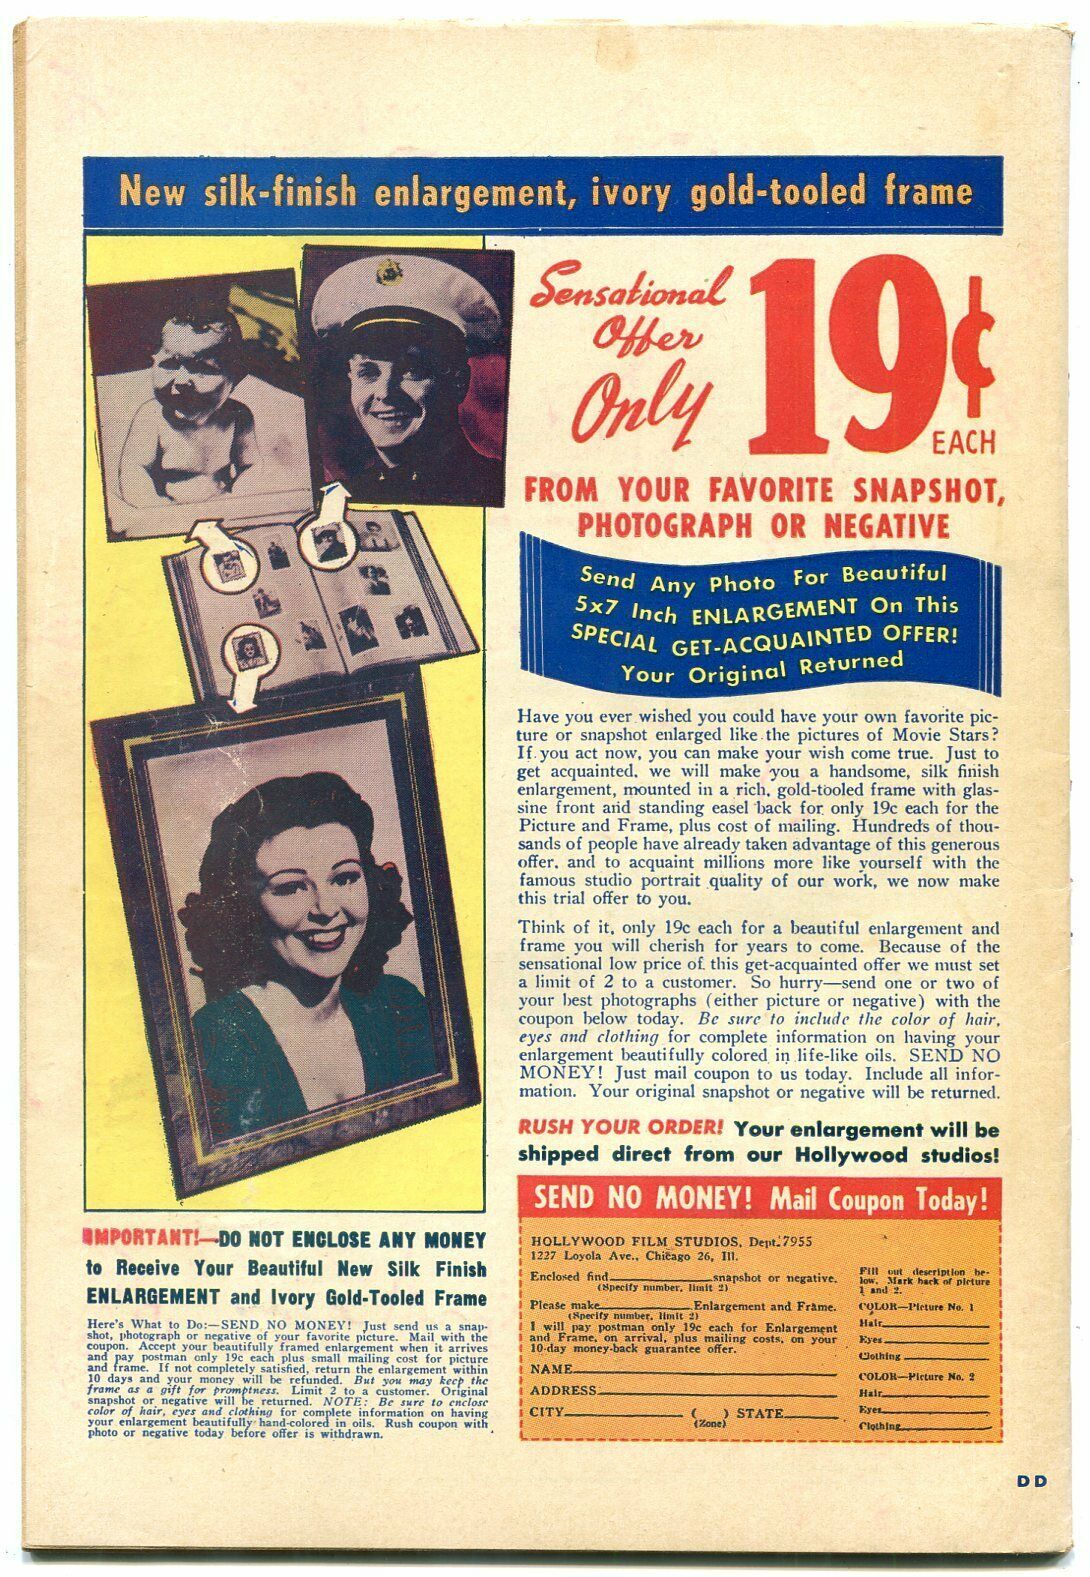 New silk-finish enlargement, ivory gold-tooled frame
Sensational
Offer
Only
19¢
EACH
FROM YOUR FAVORITE SNAPSHOT,
PHOTOGRAPH OR NEGATIVE
Send Any Photo For Beautiful
5x7 Inch ENLARGEMENT On This
SPECIAL GET-ACQUAINTED OFFER!
Your Original Returned
Have you ever wished you could have your own favorite pic-
ture or snapshot enlarged like the pictures of Movie Stars?
If you act now, you can make your wish come true. Just to
get acquainted, we will make you a handsome, silk finish
enlargement, mounted in a rich, gold-tooled frame with glas-
sine front and standing easel back for only 19c each for the
Picture and Frame, plus cost of mailing. Hundreds of thou-
sands of people have already taken advantage of this generous
offer, and to acquaint millions more like yourself with the
famous studio portrait quality of our work, we now make
this trial offer to you.
Think of it, only 19c each for a beautiful enlargement and
frame you will cherish for years to come. Because of the
sensational low price of this get-acquainted offer we must set
a limit of 2 to a customer. So hurry—send one or two of
your best photographs (either picture or negative) with the
coupon below today. Be sure to include the color of hair,
eyes and clothing for complete information on having your
enlargement beautifully colored in life-like oils. SEND NO
MONEY! Just mail coupon to us today. Include all infor-
mation. Your original snapshot or negative will be returned.
RUSH YOUR ORDER! Your enlargement will be
shipped direct from our Hollywood studios!
IMPORTANT!—DO NOT ENCLOSE ANY MONEY
to Receive Your Beautiful New Silk Finish
ENLARGEMENT and Ivory Gold-Tooled Frame
Here's What to Do:—SEND NO MONEY! Just send us a snap-
shot, photograph or negative of your favorite picture. Mail with the
coupon. Accept your beautifully framed enlargement when it arrives
and pay postman only 19c each plus small mailing cost for picture
and frame. If not completely satisfied, return the enlargement within
10 days and your money will be refunded. But you may keep the
frame as a gift for promptness. Limit 2 to a customer. Original
snapshot or negative will be returned. NOTE: Be sure to enclose
color of hair, eyes and clothing for complete information on having
your enlargement beautifully hand-colored in oils. Rush coupon with
photo or negative today before offer is withdrawn.
SEND NO MONEY! Mail Coupon Today!
HOLLYWOOD FILM STUDIOS, Dept. 7955
1227 Loyola Ave., Chicago 26, Ill.
Enclosed find snapshot or negative.
(Specify number, limit 2)
Please make Enlargement and Frame.
(Specify number, limit 2)
I will pay postman only 19c each for Enlargement
and Frame, on arrival, plus mailing costs, on your
10-day money-back guarantee offer.
NAME
ADDRESS
CITY ( ) STATE
(Zone)
Fill out description be-
low. Mark back of picture
1 and 2.
COLOR—Picture No. 1
Hair
Eyes
Clothing
COLOR—Picture No. 2
Hair
Eyes
Clothing
D D